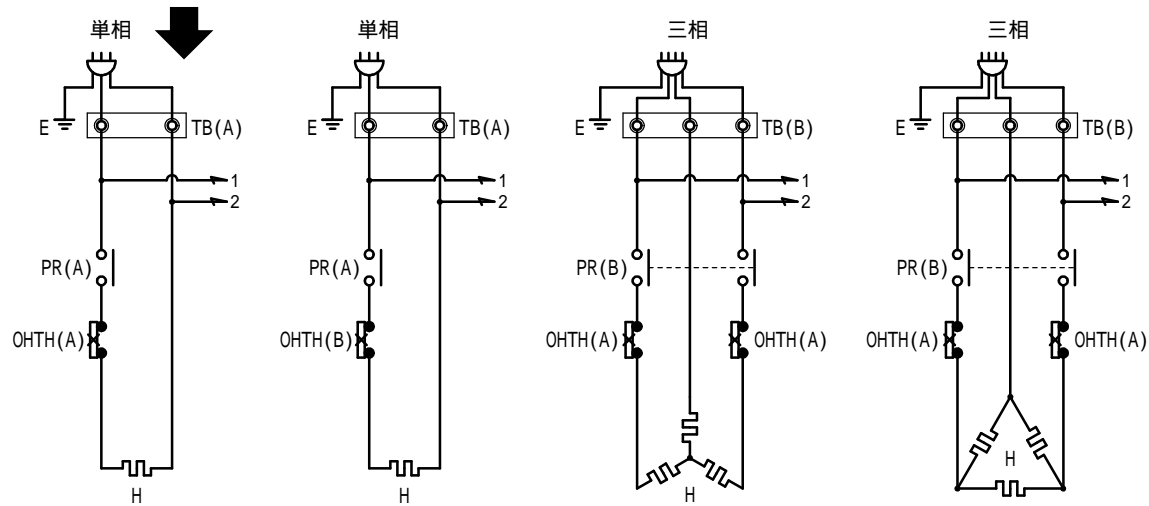 単相
E
TB(A)
1
2
PR(A)
OHTH(A)
H
単相
E
TB(A)
1
2
PR(A)
OHTH(B)
H
三相
E
TB(B)
1
2
PR(B)
OHTH(A) OHTH(A)
H
三相
E
TB(B)
1
2
PR(B)
OHTH(A) OHTH(A)
H